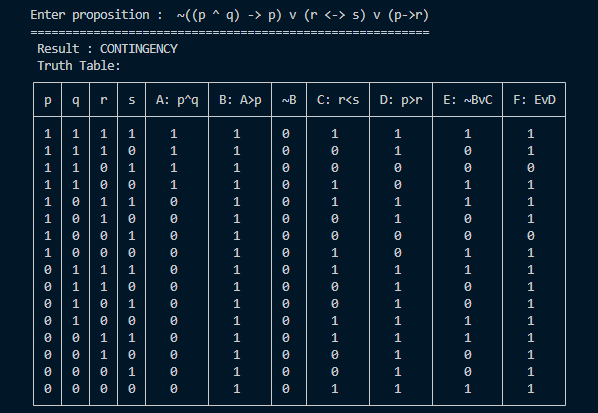 Enter proposition :  ~((p ^ q) -> p) v (r <-> s) v (p->r)
=========================================================
Result : CONTINGENCY
Truth Table:
p q r s A: p^q B: A>p ~B C: r<s D: p>r E: ~BvC F: EvD
1 1 1 1 1 1 0 1 1 1 1
1 1 1 0 1 1 0 0 1 0 1
1 1 0 1 1 1 0 0 0 0 0
1 1 0 0 1 1 0 1 0 1 1
1 0 1 1 0 1 0 1 1 1 1
1 0 1 0 0 1 0 0 1 0 1
1 0 0 1 0 1 0 0 0 0 0
1 0 0 0 0 1 0 1 0 1 1
0 1 1 1 0 1 0 1 1 1 1
0 1 1 0 0 1 0 0 1 0 1
0 1 0 1 0 1 0 0 1 0 1
0 1 0 0 0 1 0 1 1 1 1
0 0 1 1 0 1 0 1 1 1 1
0 0 1 0 0 1 0 0 1 0 1
0 0 0 1 0 1 0 0 1 0 1
0 0 0 0 0 1 0 1 1 1 1